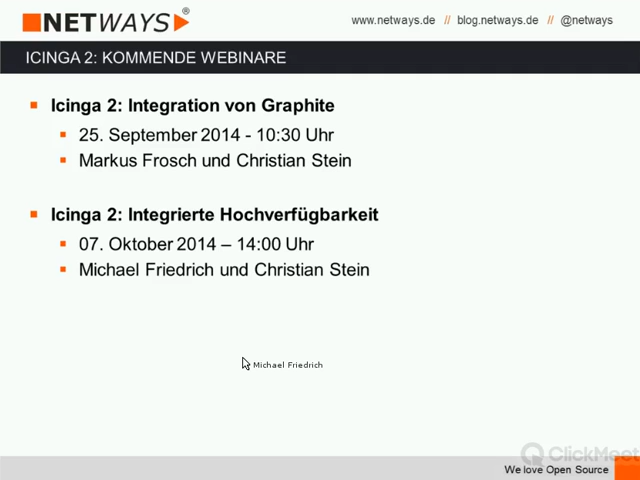 NETWAYS®
www.netways.de // blog.netways.de // @netways
ICINGA 2: KOMMENDE WEBINARE
Icinga 2: Integration von Graphite
25. September 2014 - 10:30 Uhr
Markus Frosch und Christian Stein
Icinga 2: Integrierte Hochverfügbarkeit
07. Oktober 2014 – 14:00 Uhr
Michael Friedrich und Christian Stein
Michael Friedrich
ClickMeet
We love Open Source